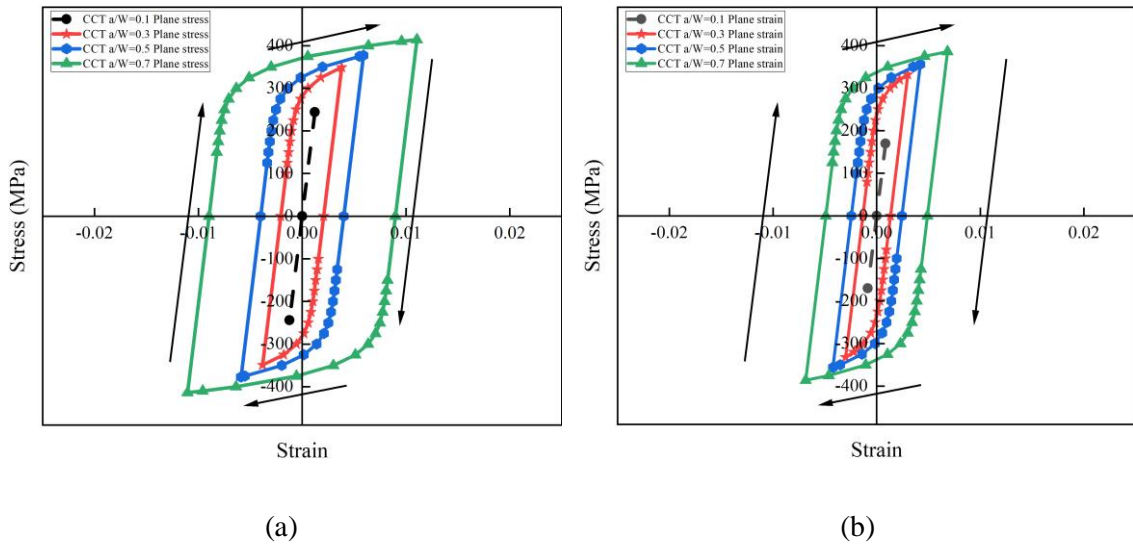 CCT a/W=0.1 Plane stress
CCT a/W=0.3 Plane stress
CCT a/W=0.5 Plane stress
CCT a/W=0.7 Plane stress
400
300
200
100
0
-100
-200
-300
-400
-0.02
-0.01
0.00
0.01
0.02
Stress (MPa)
Strain
(a)
CCT a/W=0.1 Plane strain
CCT a/W=0.3 Plane strain
CCT a/W=0.5 Plane strain
CCT a/W=0.7 Plane strain
400
300
200
100
0
-100
-200
-300
-400
-0.02
-0.01
0.00
0.01
0.02
Stress (MPa)
Strain
(b)